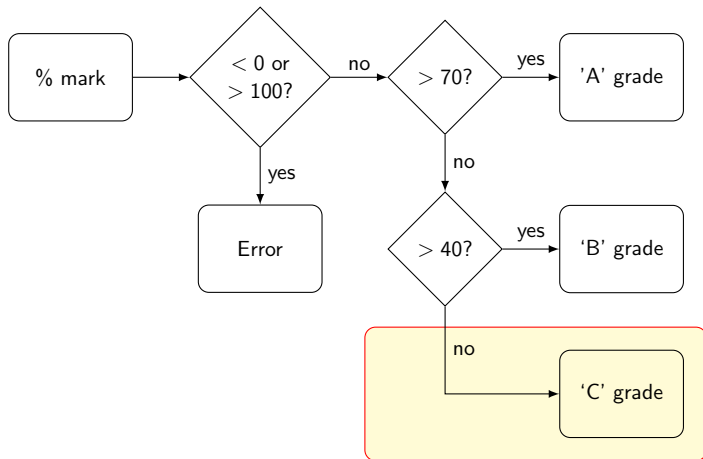 % mark
< 0 or
> 100?
no
> 70?
yes
'A' grade
yes
no
Error
> 40?
yes
‘B’ grade
no
‘C’ grade